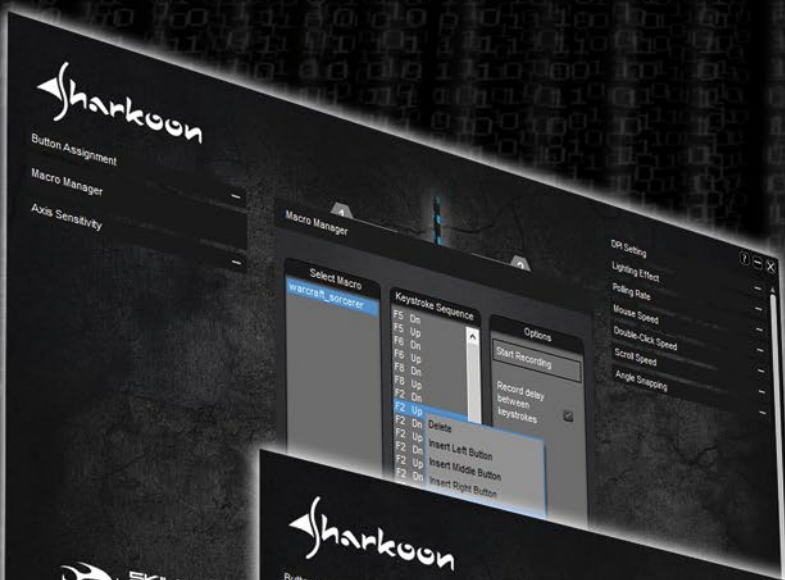 Sharkoon
Button Assignment
Macro Manager
Axis Sensitivity
1
2
Macro Manager
Select Macro
warcraft_sorcerer
Keystroke Sequence
F5 Dn
F5 Up
F6 Dn
F6 Up
F8 Dn
F8 Up
F2 Dn
F2 Up
F2 Dn
F2 Up
F2 Dn
F2 Up
F2 Dn
Delete
Insert Left Button
Insert Middle Button
Insert Right Button
Options
Start Recording
Record delay
between
keystrokes
DPI Setting
Lighting Effect
Polling Rate
Mouse Speed
Double-Click Speed
Scroll Speed
Angle Snapping
Sharkoon